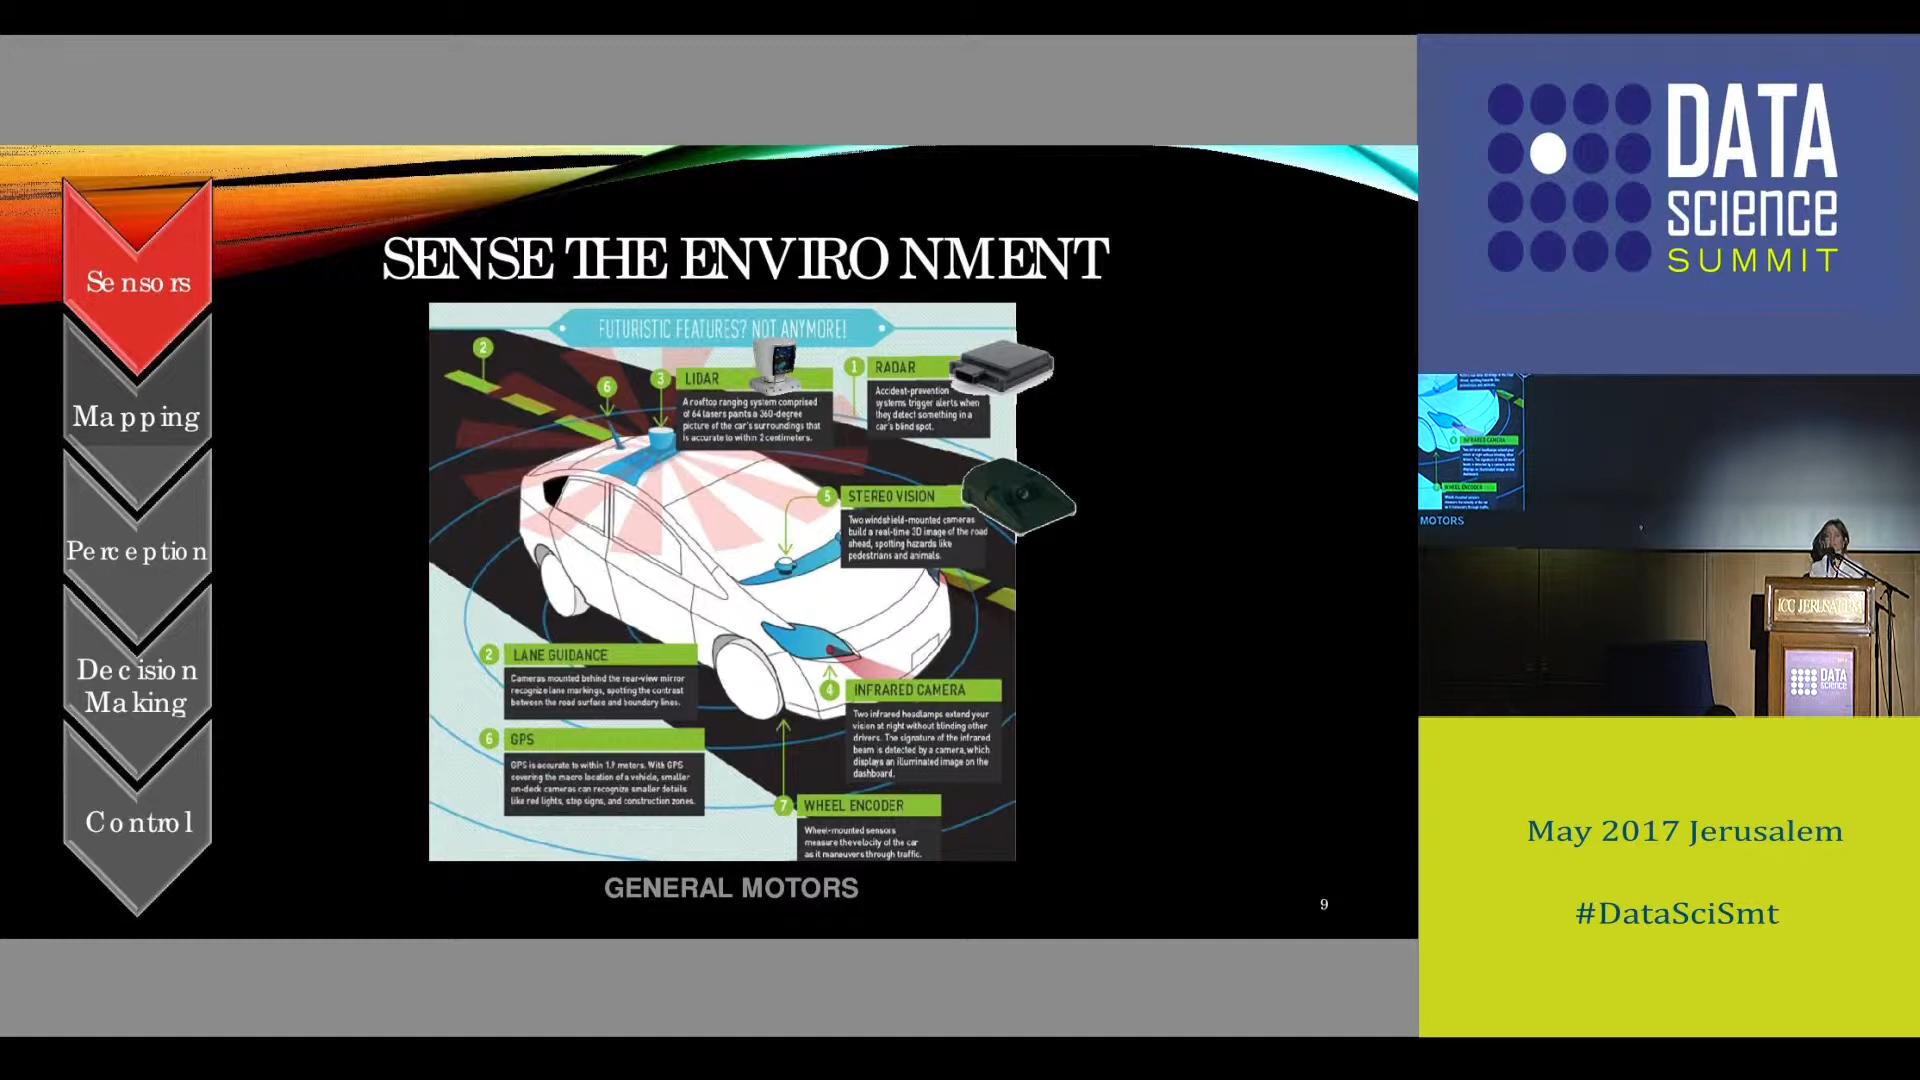 SENSE THE ENVIRONMENT
Sensors
Mapping
Perception
Decision
Making
Control
FUTURISTIC FEATURES? NOT ANYMORE!
2
6
3
LIDAR
A rooftop ranging system comprised
of 64 lasers paints a 360-degree
picture of the car's surroundings that
is accurate to within 2 centimeters.
1
RADAR
Accident-prevention
systems trigger alerts when
they detect something in a
car's blind spot.
5
STEREO VISION
Two windshield-mounted cameras
build a real-time 3D image of the road
ahead, spotting hazards like
pedestrians and animals.
2
LANE GUIDANCE
Cameras mounted behind the rear-view mirror
recognize lane markings, spotting the contrast
between the road surface and boundary lines.
4
INFRARED CAMERA
Two infrared headlamps extend your
vision at night without blinding other
drivers. The signature of the infrared
beam is detected by a camera, which
displays an illuminated image on the
dashboard.
6
GPS
GPS is accurate to within 1.9 meters. With GPS
covering the macro location of a vehicle, smaller
on-deck cameras can recognize smaller details
like red lights, stop signs, and construction zones.
7
WHEEL ENCODER
Wheel-mounted sensors
measure the velocity of the car
as it maneuvers through traffic.
GENERAL MOTORS
9
DATA
SCIENCE
SUMMIT
INFRARED CAMERA
WHEEL ENCODER
MOTORS
ICC JERUSALEM
DATA
SCIENCE
May 2017 Jerusalem
#DataSciSmt